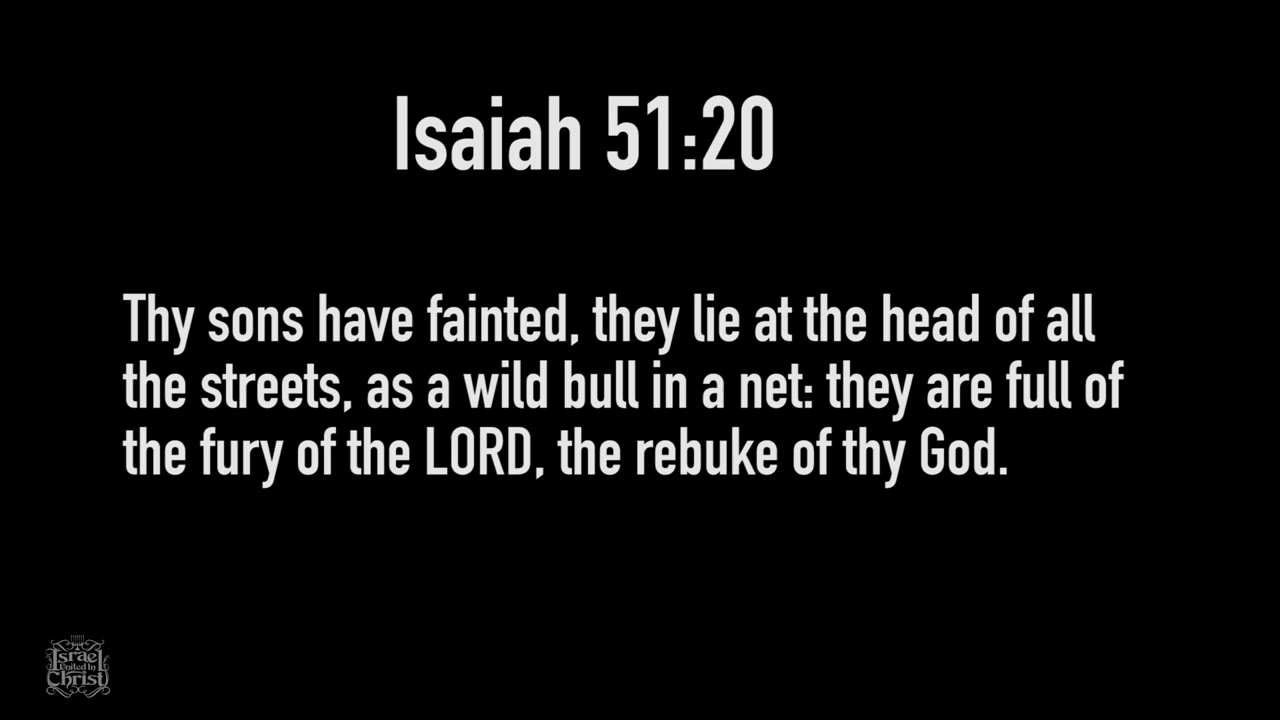 Isaiah 51:20
Thy sons have fainted, they lie at the head of all
the streets, as a wild bull in a net: they are full of
the fury of the LORD, the rebuke of thy God.
Israel
United In
Christ